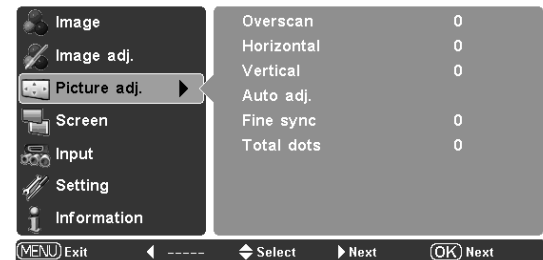 Image
Image adj.
Picture adj.
Screen
Input
Setting
Information
Overscan 0
Horizontal 0
Vertical 0
Auto adj.
Fine sync 0
Total dots 0
MENU Exit ----- Select Next OK Next